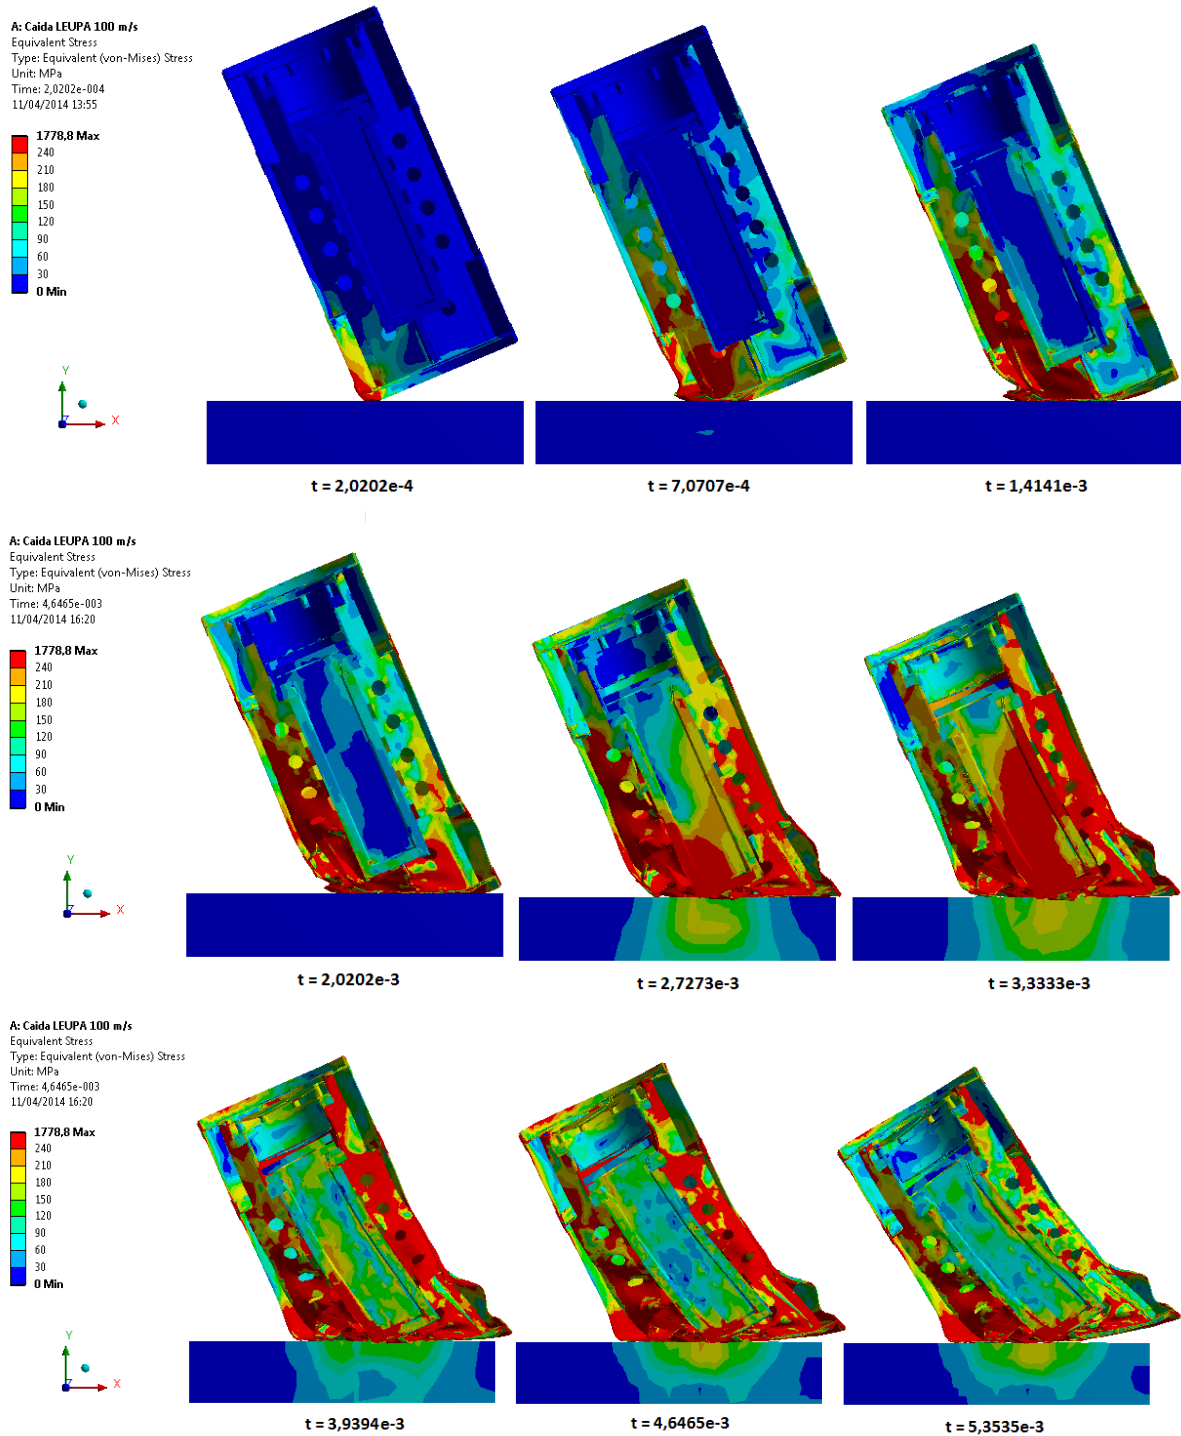 A: Caida LEUPA 100 m/s
Equivalent Stress
Type: Equivalent (von-Mises) Stress
Unit: MPa
Time: 2,0202e-004
11/04/2014 13:55
1778,8 Max
240
210
180
150
120
90
60
30
0 Min
Y
Z
X
t = 2,0202e-4
t = 7,0707e-4
t = 1,4141e-3
A: Caida LEUPA 100 m/s
Equivalent Stress
Type: Equivalent (von-Mises) Stress
Unit: MPa
Time: 4,6465e-003
11/04/2014 16:20
1778,8 Max
240
210
180
150
120
90
60
30
0 Min
Y
Z
X
t = 2,0202e-3
t = 2,7273e-3
t = 3,3333e-3
A: Caida LEUPA 100 m/s
Equivalent Stress
Type: Equivalent (von-Mises) Stress
Unit: MPa
Time: 4,6465e-003
11/04/2014 16:20
1778,8 Max
240
210
180
150
120
90
60
30
0 Min
Y
Z
X
t = 3,9394e-3
t = 4,6465e-3
t = 5,3535e-3